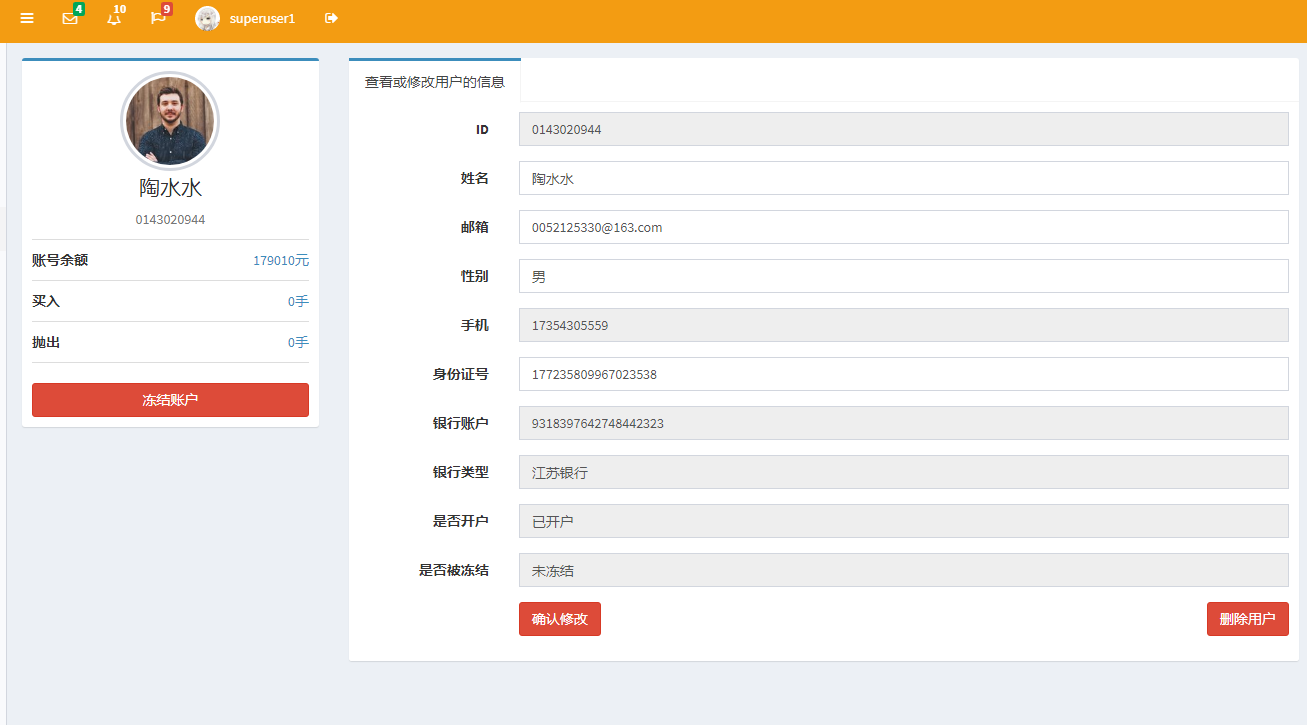 4
10
9
superuser1
陶水水
0143020944
账号余额 179010元
买入 0手
抛出 0手
冻结账户
查看或修改用户的信息
ID 0143020944
姓名 陶水水
邮箱 0052125330@163.com
性别 男
手机 17354305559
身份证号 177235809967023538
银行账户 9318397642748442323
银行类型 江苏银行
是否开户 已开户
是否被冻结 未冻结
确认修改 删除用户